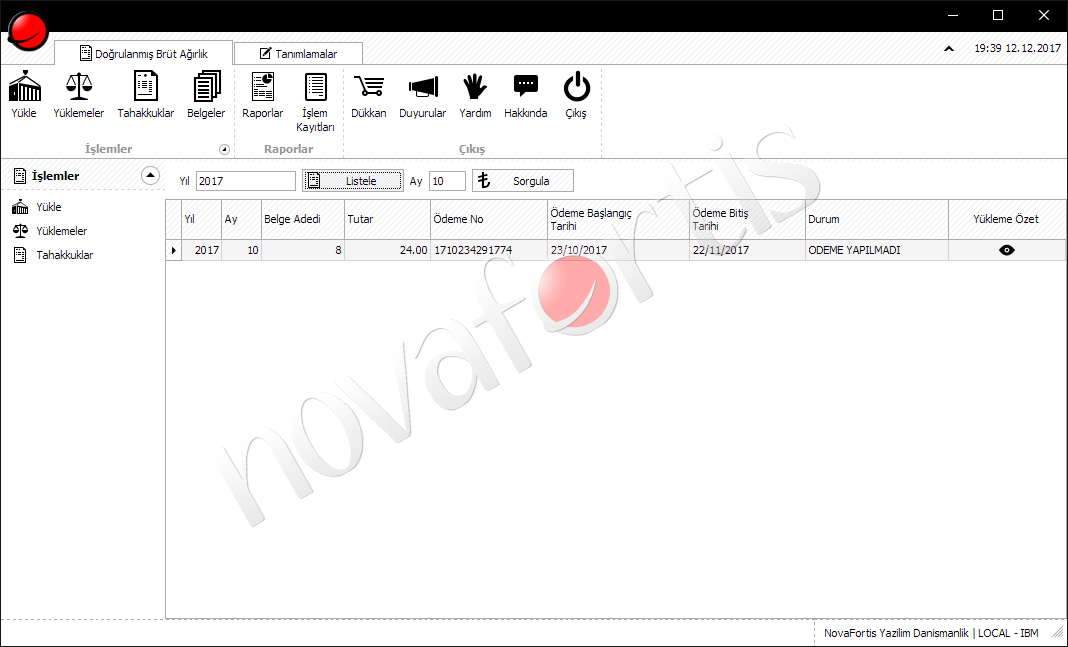 19:39 12.12.2017
Doğrulanmış Brüt Ağırlık
Tanımlamalar
Yükle
Yüklemeler
Tahakkuklar
Belgeler
Raporlar
İşlem
Kayıtları
Dükkan
Duyurular
Yardım
Hakkında
Çıkış
İşlemler
Raporlar
Çıkış
İşlemler
Yükle
Yüklemeler
Tahakkuklar
Yıl 2017 Listele Ay 10 Sorgula
Yıl
Ay
Belge Adedi
Tutar
Ödeme No
Ödeme Başlangıç
Tarihi
Ödeme Bitiş
Tarihi
Durum
Yükleme Özet
2017 10 8 24.00 1710234291774 23/10/2017 22/11/2017 ODEME YAPILMADI
novafortis
NovaFortis Yazilim Danismanlik | LOCAL - IBM